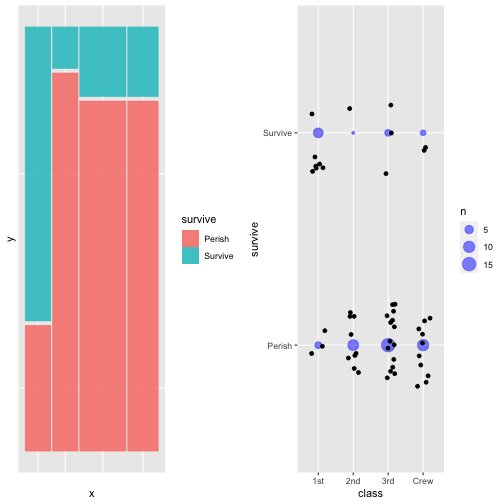 y
x
survive
Perish
Survive
survive
Survive
Perish
1st
2nd
3rd
Crew
class
n
5
10
15